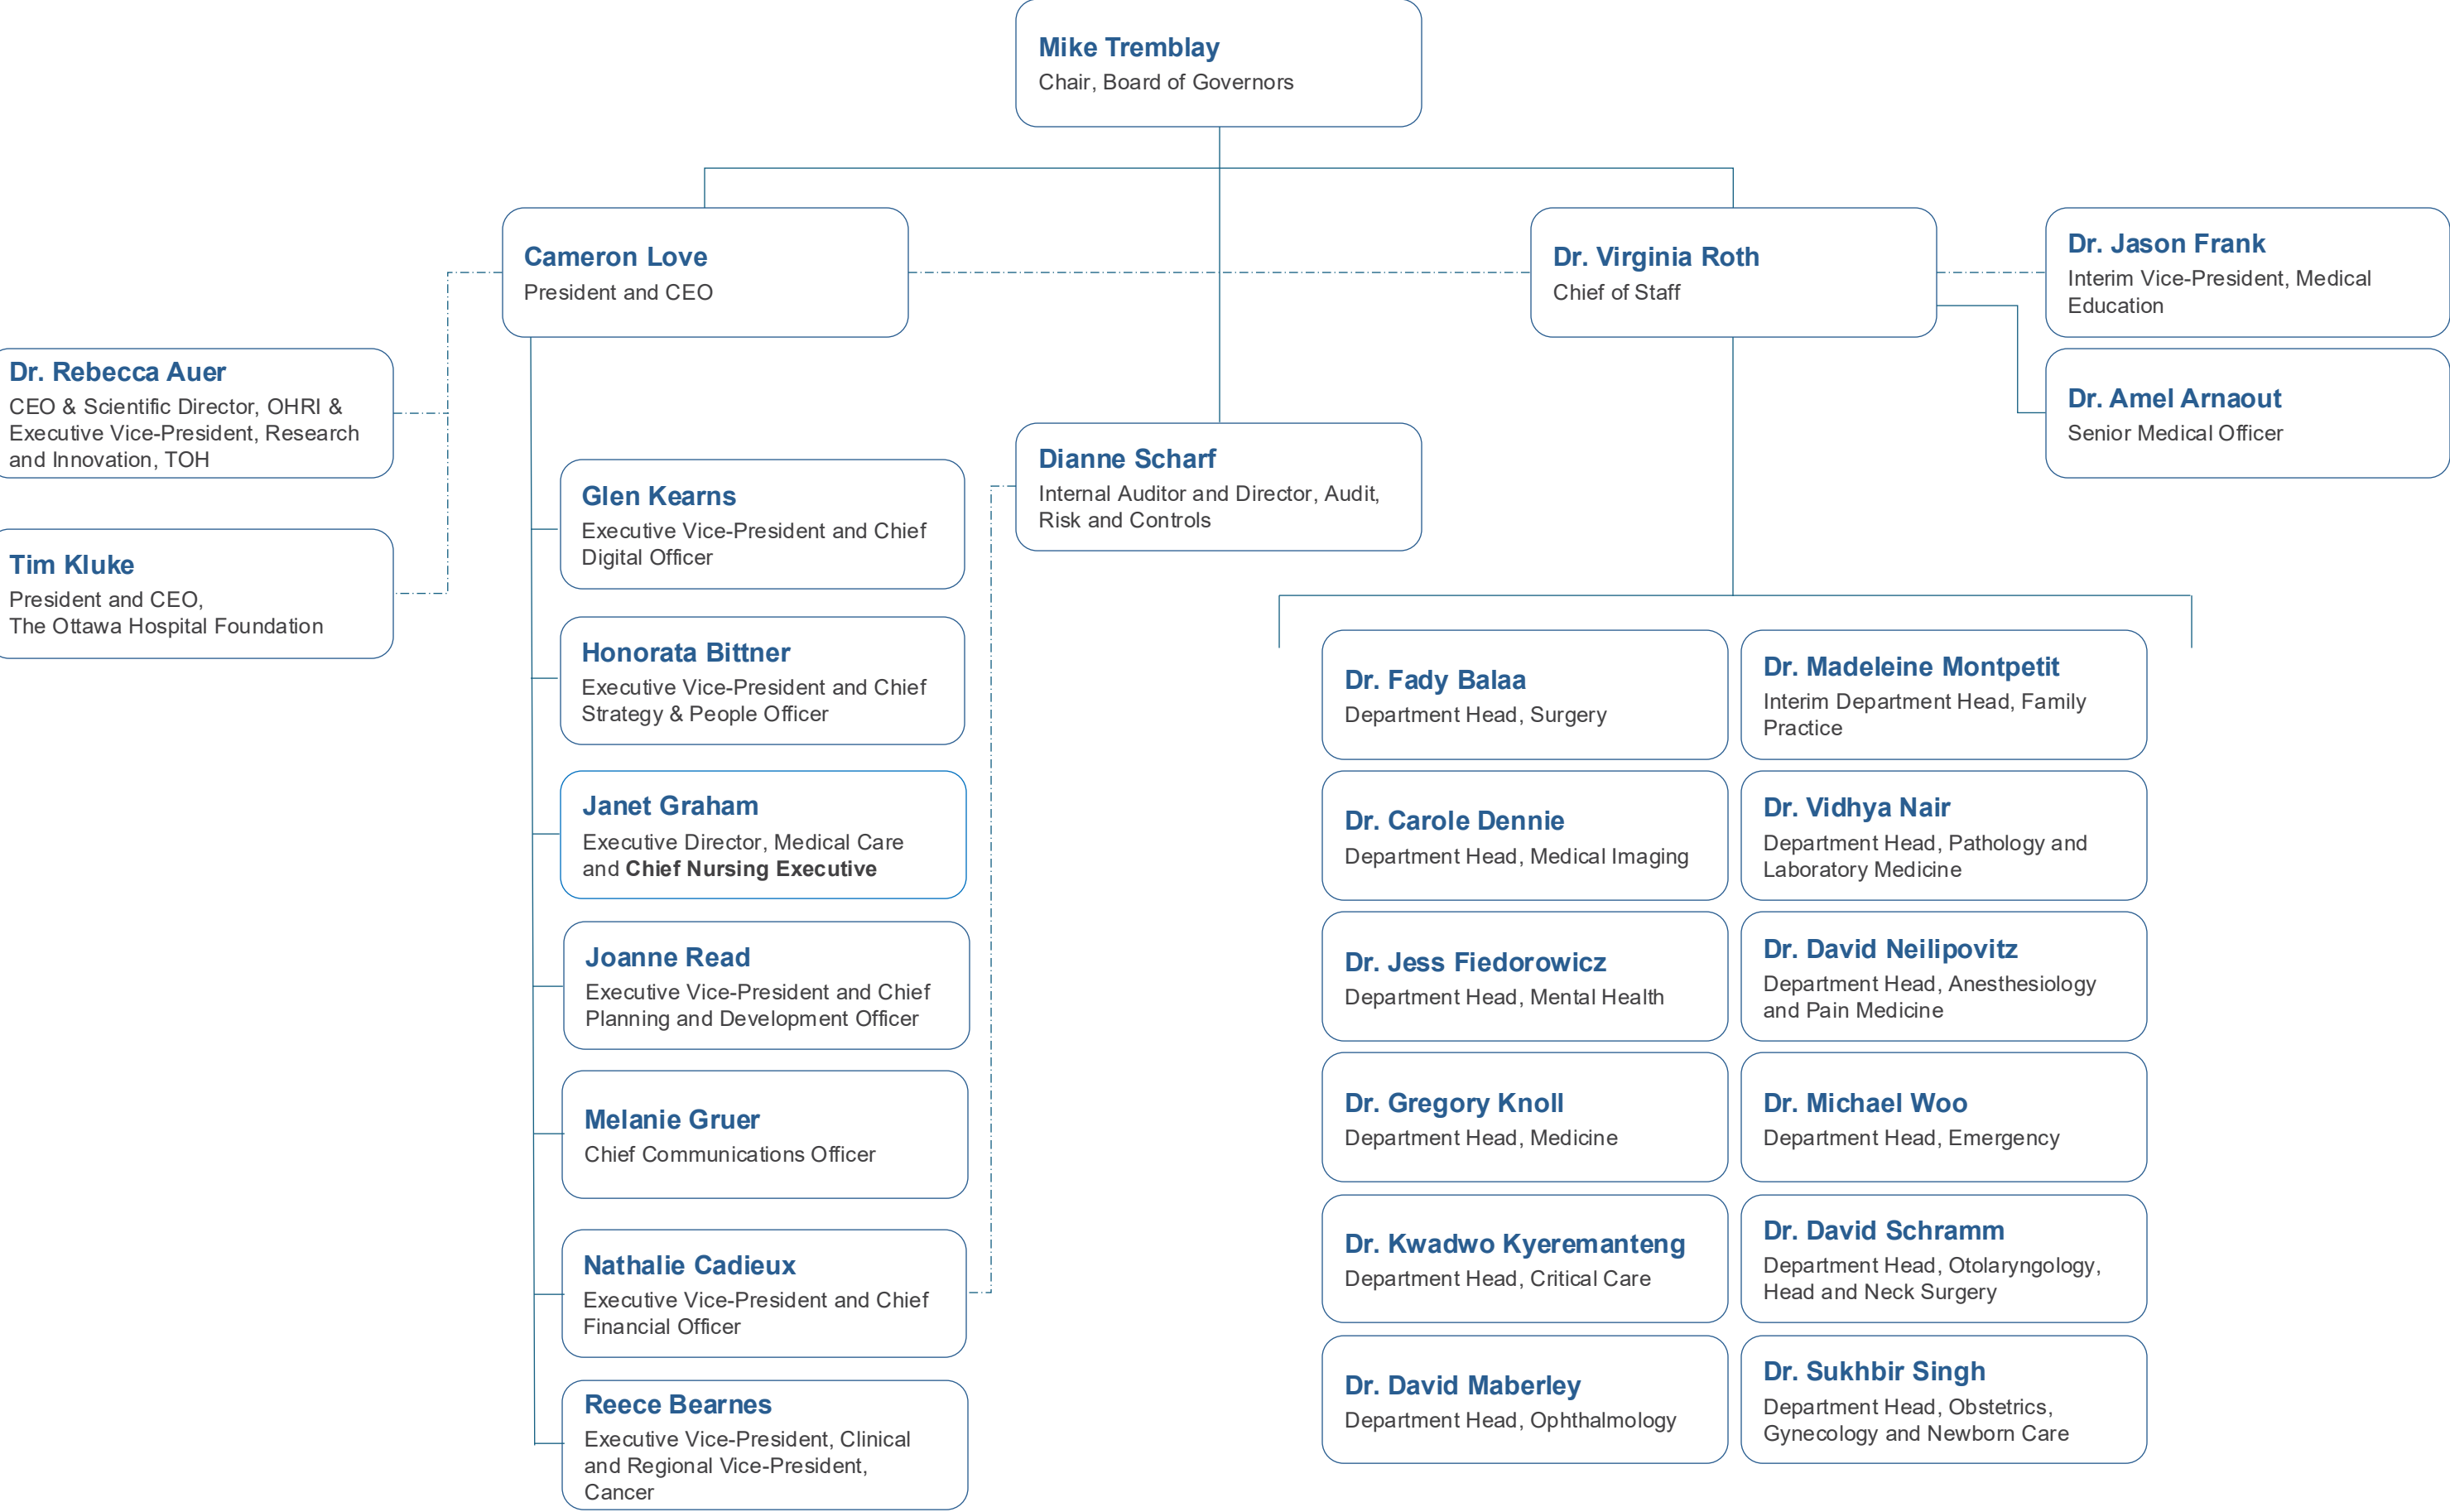 Mike Tremblay
Chair, Board of Governors
Cameron Love
President and CEO
Dr. Virginia Roth
Chief of Staff
Dr. Jason Frank
Interim Vice-President, Medical
Education
Dr. Rebecca Auer
CEO & Scientific Director, OHRI &
Executive Vice-President, Research
and Innovation, TOH
Dr. Amel Arnaout
Senior Medical Officer
Tim Kluke
President and CEO,
The Ottawa Hospital Foundation
Dianne Scharf
Internal Auditor and Director, Audit,
Risk and Controls
Glen Kearns
Executive Vice-President and Chief
Digital Officer
Honorata Bittner
Executive Vice-President and Chief
Strategy & People Officer
Janet Graham
Executive Director, Medical Care
and Chief Nursing Executive
Joanne Read
Executive Vice-President and Chief
Planning and Development Officer
Melanie Gruer
Chief Communications Officer
Nathalie Cadieux
Executive Vice-President and Chief
Financial Officer
Reece Bearnes
Executive Vice-President, Clinical
and Regional Vice-President,
Cancer
Dr. Fady Balaa
Department Head, Surgery
Dr. Madeleine Montpetit
Interim Department Head, Family
Practice
Dr. Carole Dennie
Department Head, Medical Imaging
Dr. Vidhya Nair
Department Head, Pathology and
Laboratory Medicine
Dr. Jess Fiedorowicz
Department Head, Mental Health
Dr. David Neilipovitz
Department Head, Anesthesiology
and Pain Medicine
Dr. Gregory Knoll
Department Head, Medicine
Dr. Michael Woo
Department Head, Emergency
Dr. Kwadwo Kyeremanteng
Department Head, Critical Care
Dr. David Schramm
Department Head, Otolaryngology,
Head and Neck Surgery
Dr. David Maberley
Department Head, Ophthalmology
Dr. Sukhbir Singh
Department Head, Obstetrics,
Gynecology and Newborn Care